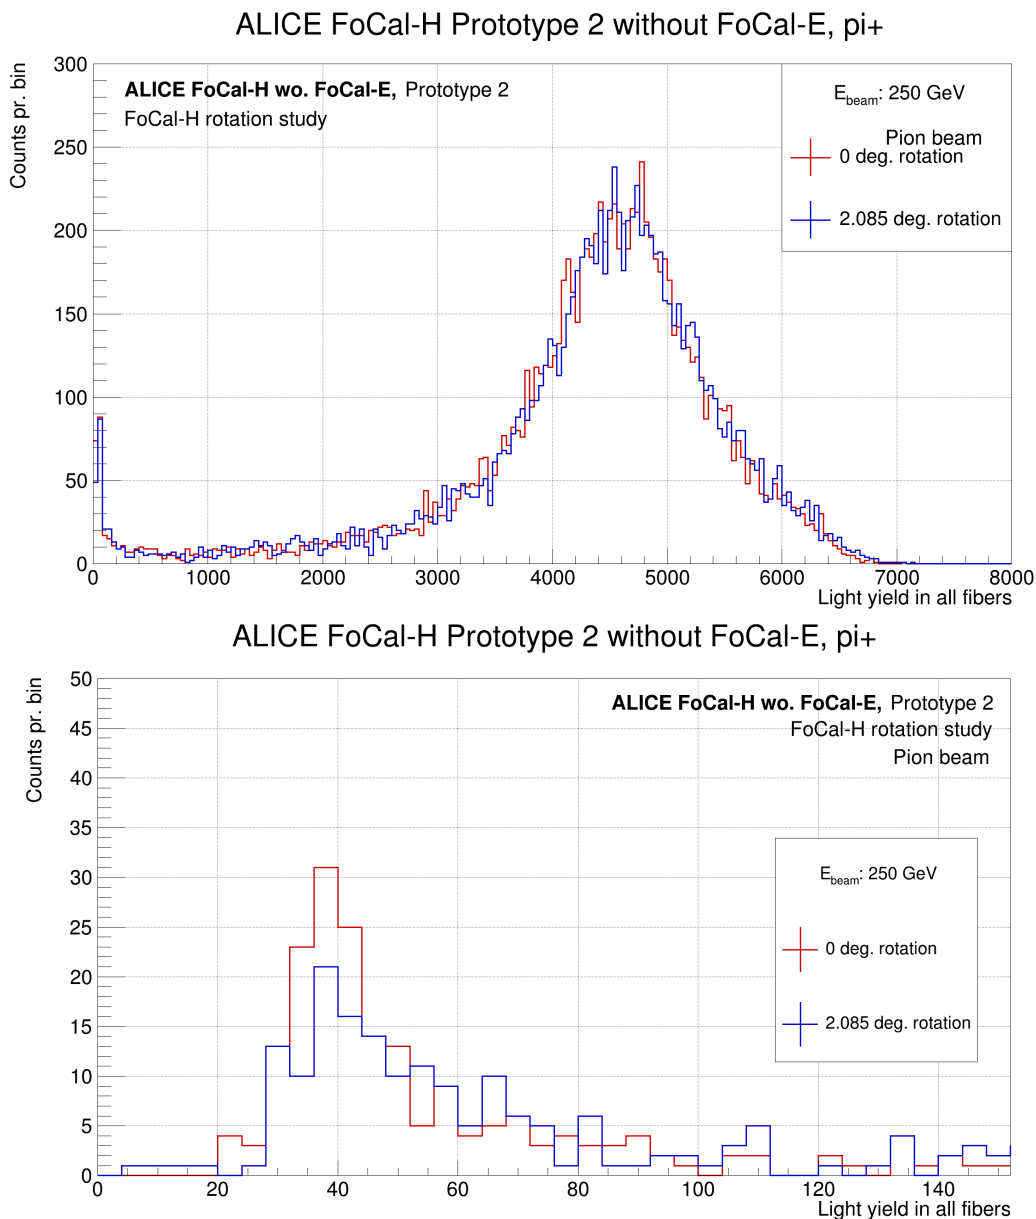 ALICE FoCal-H Prototype 2 without FoCal-E, pi+
Counts pr. bin
300
250
200
150
100
50
0
ALICE FoCal-H wo. FoCal-E, Prototype 2
FoCal-H rotation study
E_beam: 250 GeV
Pion beam
0 deg. rotation
2.085 deg. rotation
0 1000 2000 3000 4000 5000 6000 7000 8000
Light yield in all fibers
ALICE FoCal-H Prototype 2 without FoCal-E, pi+
Counts pr. bin
50
45
40
35
30
25
20
15
10
5
0
ALICE FoCal-H wo. FoCal-E, Prototype 2
FoCal-H rotation study
Pion beam
E_beam: 250 GeV
0 deg. rotation
2.085 deg. rotation
0 20 40 60 80 100 120 140
Light yield in all fibers